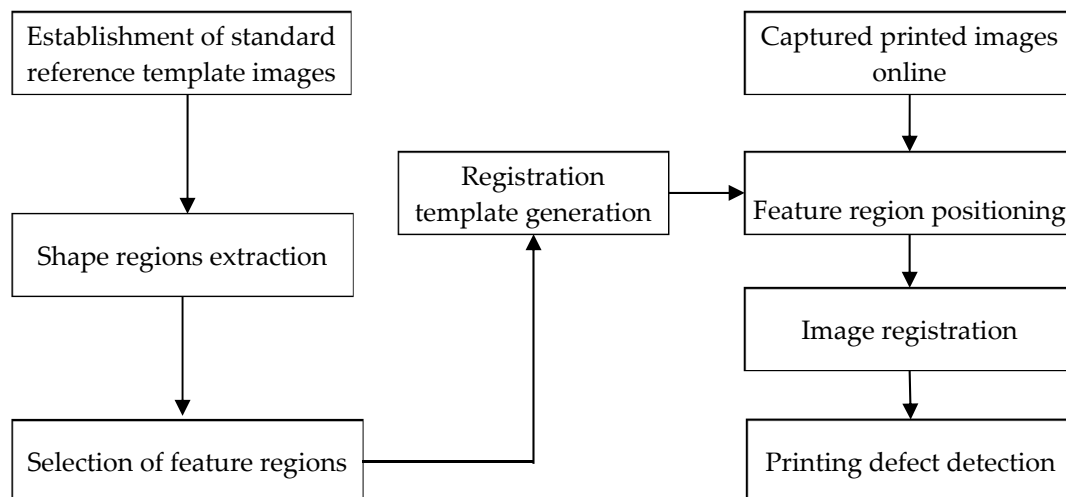 Establishment of standard
reference template images
Shape regions extraction
Selection of feature regions
Registration
template generation
Captured printed images
online
Feature region positioning
Image registration
Printing defect detection